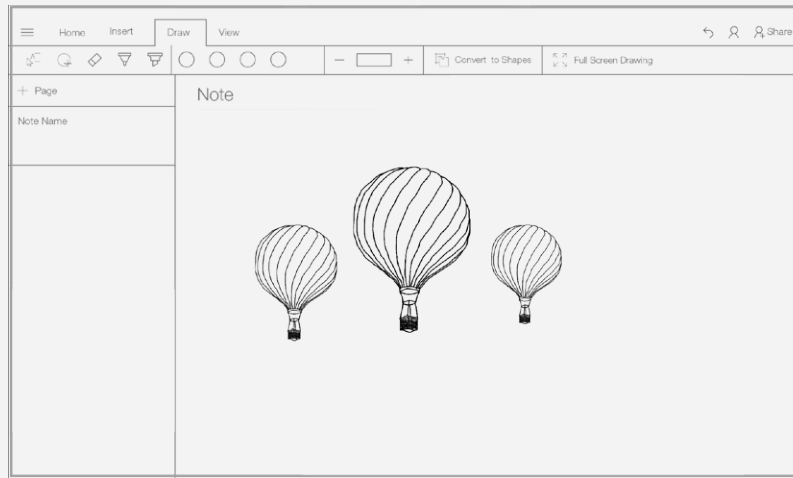 Home Insert Draw View Share
Convert to Shapes Full Screen Drawing
+ Page
Note
Note Name